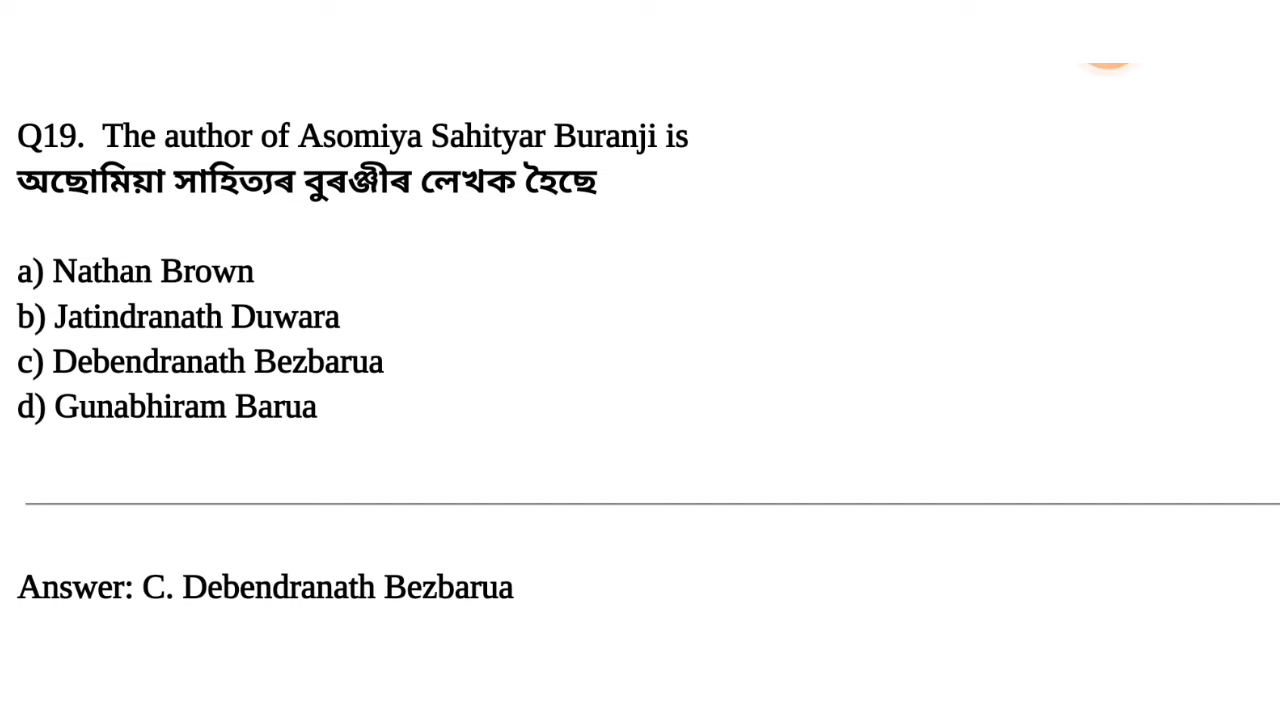 Q19. The author of Asomiya Sahityar Buranji is
অছোমিয়া সাহিত্যৰ বুৰঞ্জীৰ লেখক হৈছে
a) Nathan Brown
b) Jatindranath Duwara
c) Debendranath Bezbarua
d) Gunabhiram Barua
Answer: C. Debendranath Bezbarua